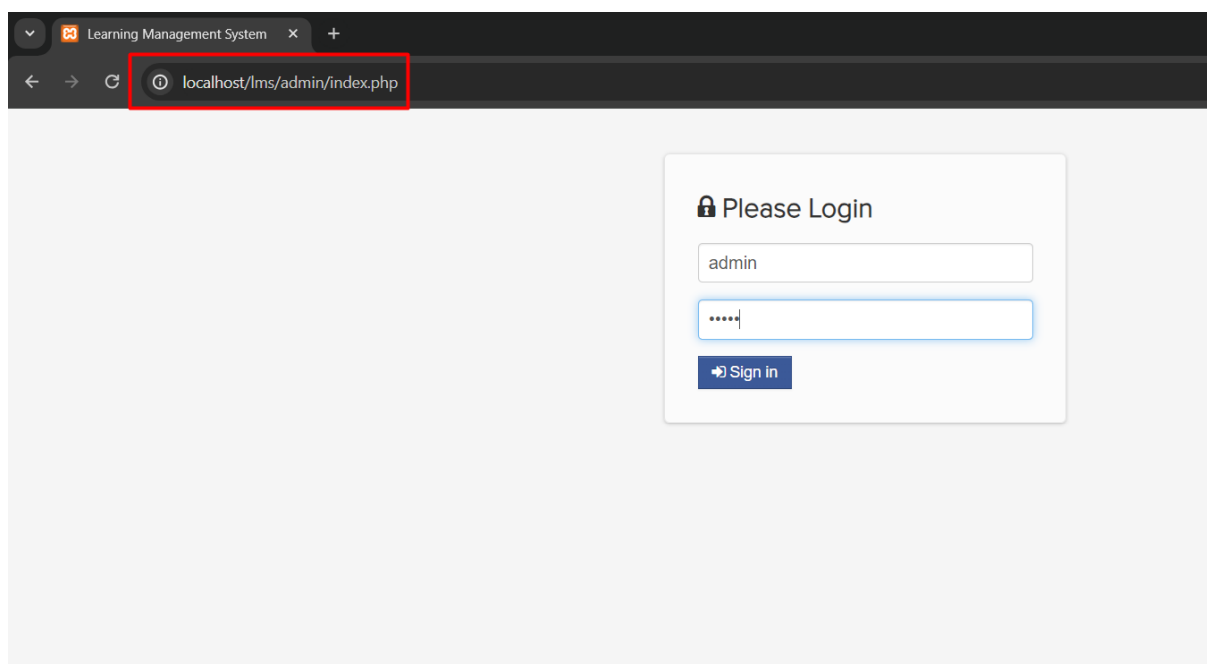 Learning Management System
localhost/lms/admin/index.php
Please Login
admin
•••••
Sign in